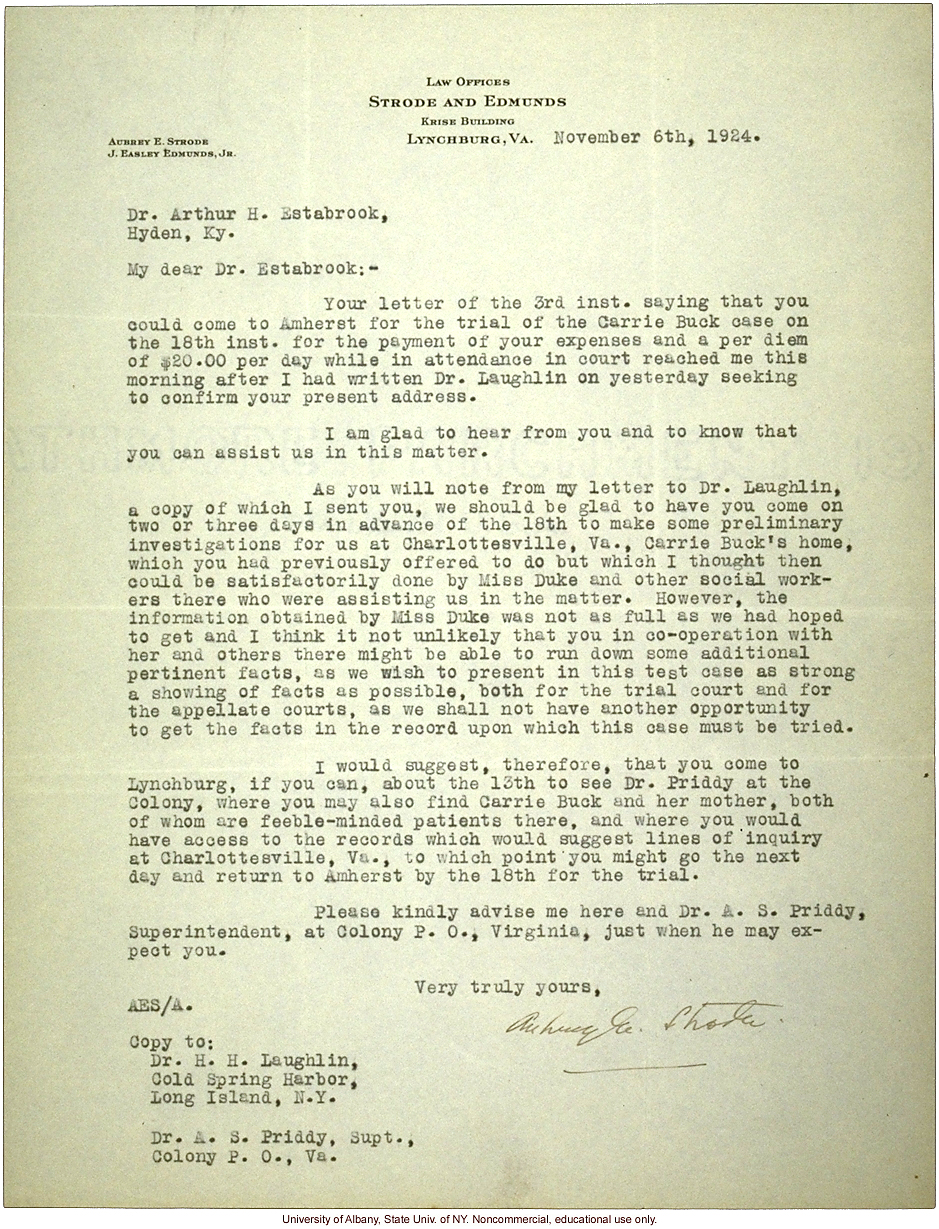 LAW OFFICES
STRODE AND EDMUNDS
KRISE BUILDING
LYNCHBURG, VA. November 6th, 1924.
AUBREY E. STRODE
J. EASLEY EDMUNDS, JR.
Dr. Arthur H. Estabrook,
Hyden, Ky.
My dear Dr. Estabrook:-
Your letter of the 3rd inst. saying that you
could come to Amherst for the trial of the Carrie Buck case on
the 18th inst. for the payment of your expenses and a per diem
of $20.00 per day while in attendance in court reached me this
morning after I had written Dr. Laughlin on yesterday seeking
to confirm your present address.
I am glad to hear from you and to know that
you can assist us in this matter.
As you will note from my letter to Dr. Laughlin,
a copy of which I sent you, we should be glad to have you come on
two or three days in advance of the 18th to make some preliminary
investigations for us at Charlottesville, Va., Carrie Buck's home,
which you had previously offered to do but which I thought then
could be satisfactorily done by Miss Duke and other social work-
ers there who were assisting us in the matter. However, the
information obtained by Miss Duke was not as full as we had hoped
to get and I think it not unlikely that you in co-operation with
her and others there might be able to run down some additional
pertinent facts, as we wish to present in this test case as strong
a showing of facts as possible, both for the trial court and for
the appellate courts, as we shall not have another opportunity
to get the facts in the record upon which this case must be tried.
I would suggest, therefore, that you come to
Lynchburg, if you can, about the 13th to see Dr. Priddy at the
Colony, where you may also find Carrie Buck and her mother, both
of whom are feeble-minded patients there, and where you would
have access to the records which would suggest lines of inquiry
at Charlottesville, Va., to which point you might go the next
day and return to Amherst by the 18th for the trial.
Please kindly advise me here and Dr. A. S. Priddy,
Superintendent, at Colony P. O., Virginia, just when he may ex-
pect you.
Very truly yours,
AES/A.
Aubrey E. Strode.
Copy to:
Dr. H. H. Laughlin,
Cold Spring Harbor,
Long Island, N.Y.
Dr. A. S. Priddy, Supt.,
Colony P. O., Va.
University of Albany, State Univ. of NY. Noncommercial, educational use only.